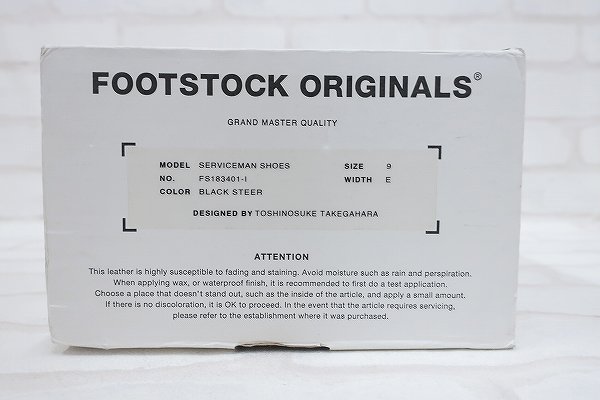 FOOTSTOCK ORIGINALS®
GRAND MASTER QUALITY
MODEL SERVICEMAN SHOES SIZE 9
NO. FS183401-I WIDTH E
COLOR BLACK STEER
DESIGNED BY TOSHINOSUKE TAKEGAHARA
ATTENTION
This leather is highly susceptible to fading and staining. Avoid moisture such as rain and perspiration.
When applying wax, or waterproof finish, it is recommended to first do a test application.
Choose a place that doesn't stand out, such as the inside of the article, and apply a small amount.
If there is no discoloration, it is OK to proceed. In the event that the article requires servicing,
please refer to the establishment where it was purchased.